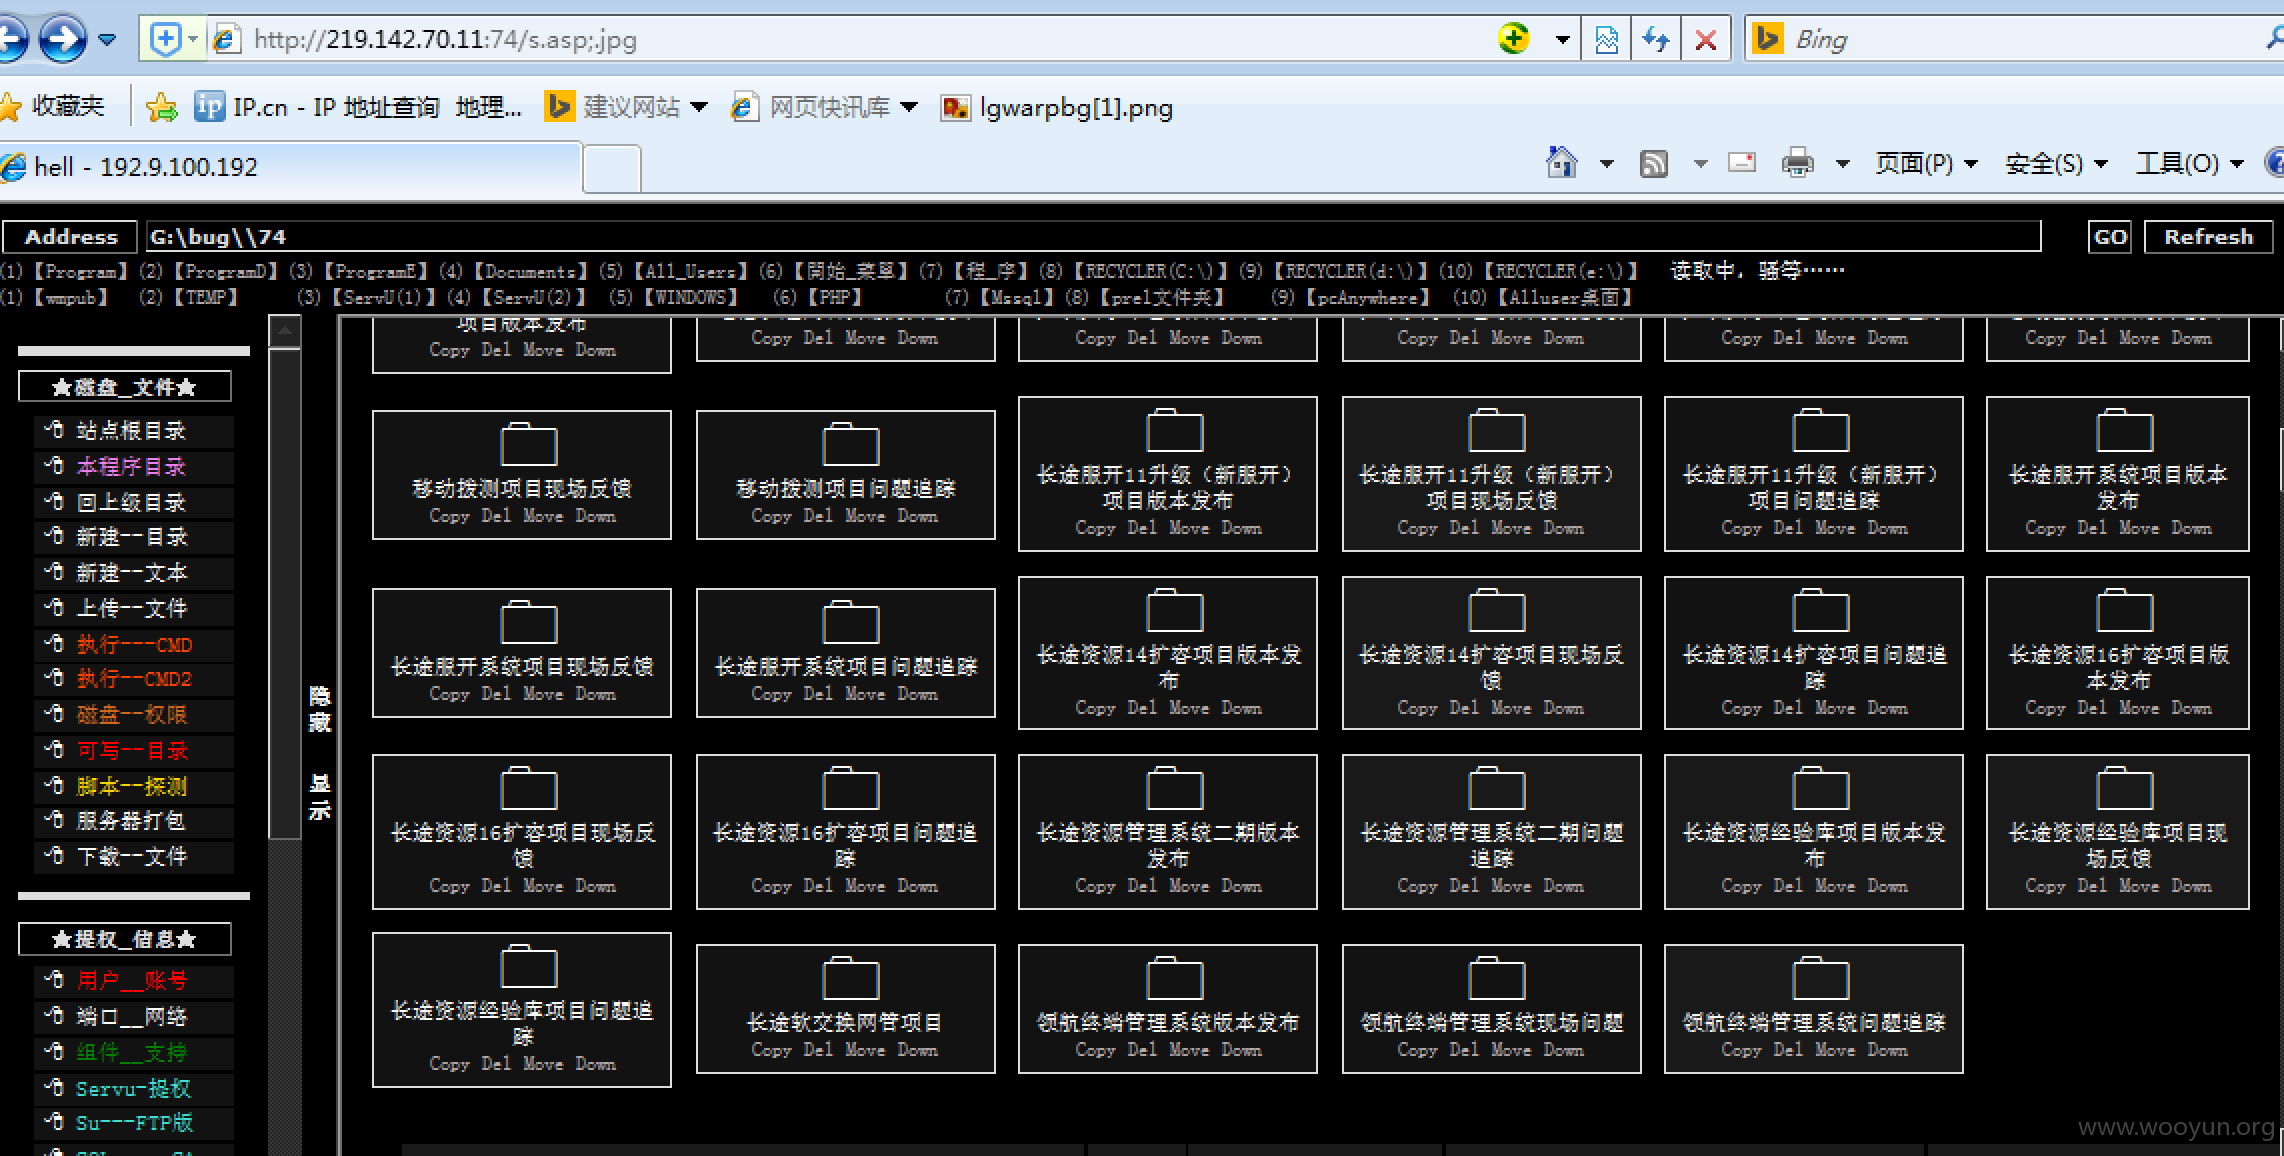 http://219.142.70.11:74/s.asp;.jpg
Bing
收藏夹
IP.cn - IP 地址查询 地理...
建议网站
网页快讯库
lgwarpbg[1].png
hell - 192.9.100.192
页面(P)
安全(S)
工具(O)
Address
G:\bug\\74
GO
Refresh
(1)【Program】(2)【ProgramD】(3)【ProgramE】(4)【Documents】(5)【All_Users】(6)【開始_菜單】(7)【程_序】(8)【RECYCLER(C:\)】(9)【RECYCLER(d:\)】(10)【RECYCLER(e:\)】 读取中，骚等……
(1)【wmpub】 (2)【TEMP】 (3)【ServU(1)】(4)【ServU(2)】 (5)【WINDOWS】 (6)【PHP】 (7)【Mssql】(8)【prel文件夹】 (9)【pcAnywhere】 (10)【Alluser桌面】
★磁盘_文件★
站点根目录
本程序目录
回上级目录
新建--目录
新建--文本
上传--文件
执行---CMD
执行--CMD2
磁盘--权限
可写--目录
脚本--探测
服务器打包
下载--文件
★提权_信息★
用户__账号
端口__网络
组件__支持
Servu-提权
Su---FTP版
隐藏
显示
项目版本发布
Copy Del Move Down
Copy Del Move Down
Copy Del Move Down
Copy Del Move Down
Copy Del Move Down
Copy Del Move Down
移动拨测项目现场反馈
Copy Del Move Down
移动拨测项目问题追踪
Copy Del Move Down
长途服开11升级（新服开）
项目版本发布
Copy Del Move Down
长途服开11升级（新服开）
项目现场反馈
Copy Del Move Down
长途服开11升级（新服开）
项目问题追踪
Copy Del Move Down
长途服开系统项目版本
发布
Copy Del Move Down
长途服开系统项目现场反馈
Copy Del Move Down
长途服开系统项目问题追踪
Copy Del Move Down
长途资源14扩容项目版本发
布
Copy Del Move Down
长途资源14扩容项目现场反
馈
Copy Del Move Down
长途资源14扩容项目问题追
踪
Copy Del Move Down
长途资源16扩容项目版
本发布
Copy Del Move Down
长途资源16扩容项目现场反
馈
Copy Del Move Down
长途资源16扩容项目问题追
踪
Copy Del Move Down
长途资源管理系统二期版本
发布
Copy Del Move Down
长途资源管理系统二期问题
追踪
Copy Del Move Down
长途资源经验库项目版本发
布
Copy Del Move Down
长途资源经验库项目现
场反馈
Copy Del Move Down
长途资源经验库项目问题追
踪
Copy Del Move Down
长途软交换网管项目
Copy Del Move Down
领航终端管理系统版本发布
Copy Del Move Down
领航终端管理系统现场问题
Copy Del Move Down
领航终端管理系统问题追踪
Copy Del Move Down
www.wooyun.org